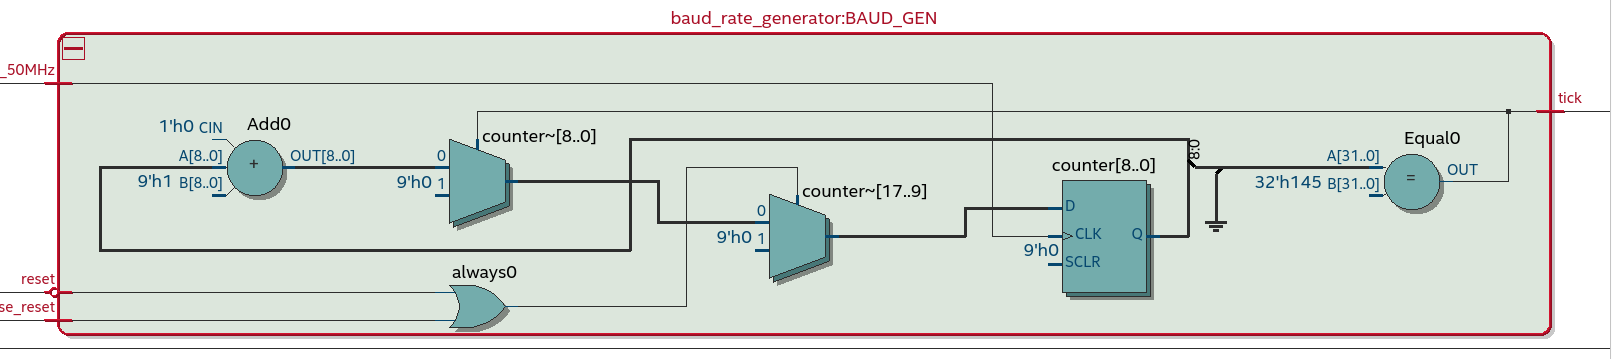 baud_rate_generator:BAUD_GEN
_50MHz
tick
1'h0 CIN
Add0
A[8..0]
OUT[8..0]
9'h1 B[8..0]
+
counter~[8..0]
0
9'h0 1
counter~[17..9]
0
9'h0 1
counter[8..0]
D
CLK
Q
9'h0
SCLR
8:0
Equal0
A[31..0]
32'h145 B[31..0]
=
OUT
always0
reset
se_reset